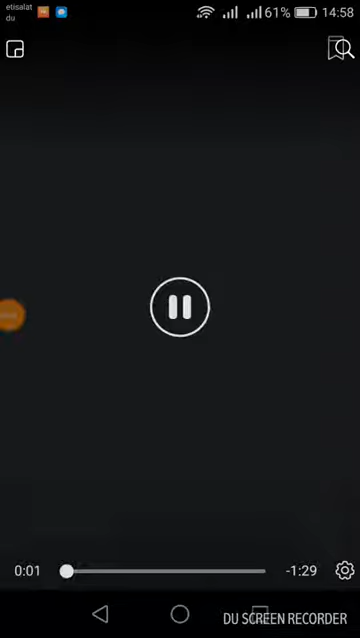 etisalat
du
61%
14:58
0:01
-1:29
DU SCREEN RECORDER